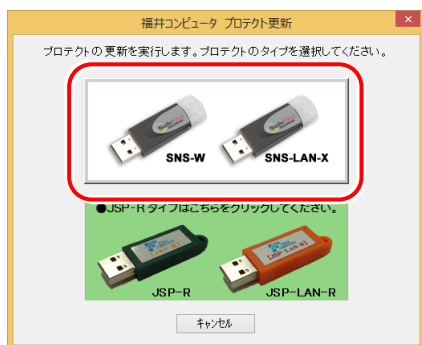 福井コンピュータ プロテクト更新
×
プロテクトの更新を実行します。プロテクトのタイプを選択してください。
SNS-W
SNS-LAN-X
●JSP-Rタイプはこちらをクリックしてください。
[JSP-R]
[JSP-LAN-R]
JSP-R
JSP-LAN-R
キャンセル